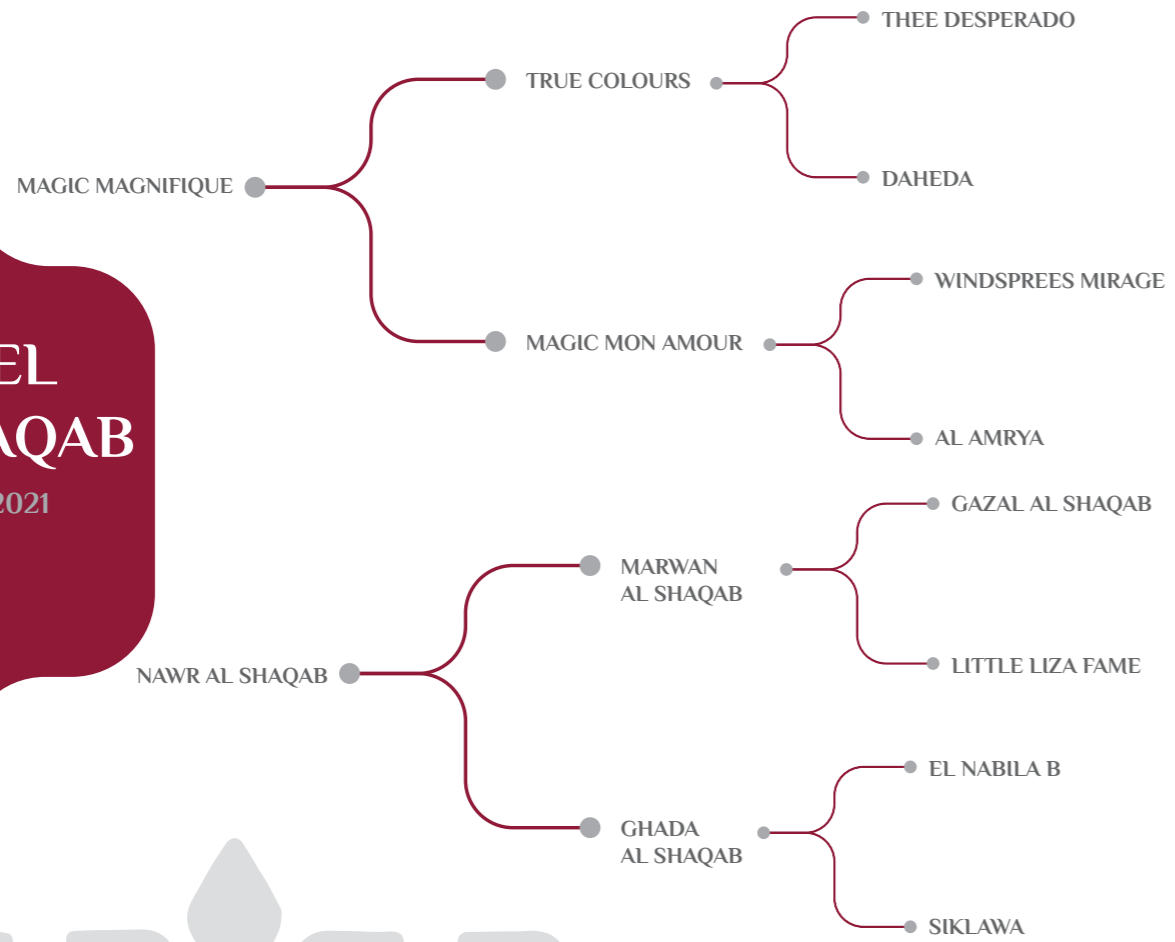 THEE DESPERADO
TRUE COLOURS
DAHEDA
MAGIC MAGNIFIQUE
WINDSPREES MIRAGE
MAGIC MON AMOUR
AL AMRYA
EL
AQAB
2021
GAZAL AL SHAQAB
MARWAN
AL SHAQAB
LITTLE LIZA FAME
NAWR AL SHAQAB
EL NABILA B
GHADA
AL SHAQAB
SIKLAWA